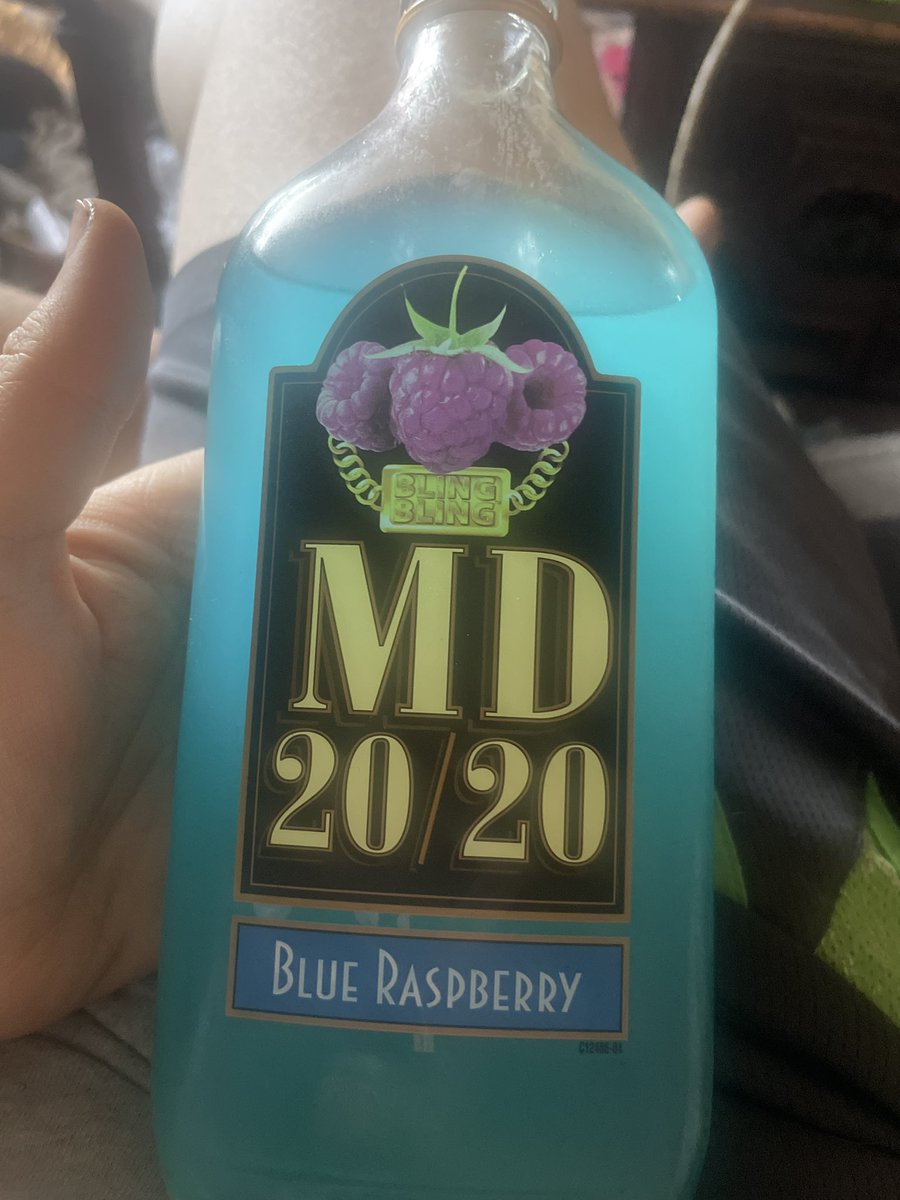 BLING
BLING
MD
20/20
BLUE RASPBERRY